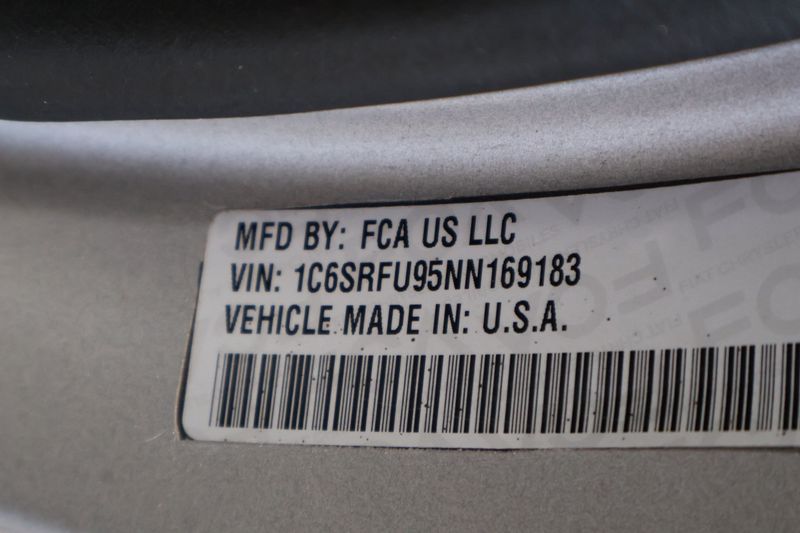 MFD BY: FCA US LLC
VIN: 1C6SRFU95NN169183
VEHICLE MADE IN: U.S.A.